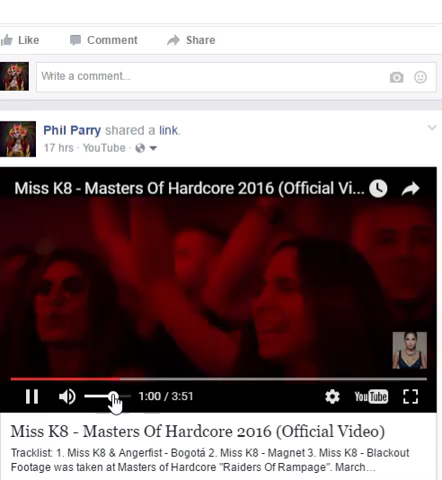 Like Comment Share
Write a comment...
Phil Parry shared a link.
17 hrs · YouTube ·
Miss K8 - Masters Of Hardcore 2016 (Official Vi...
1:00 / 3:51
YouTube
Miss K8 - Masters Of Hardcore 2016 (Official Video)
Tracklist: 1. Miss K8 & Angerfist - Bogotá 2. Miss K8 - Magnet 3. Miss K8 - Blackout
Footage was taken at Masters of Hardcore "Raiders Of Rampage". March...